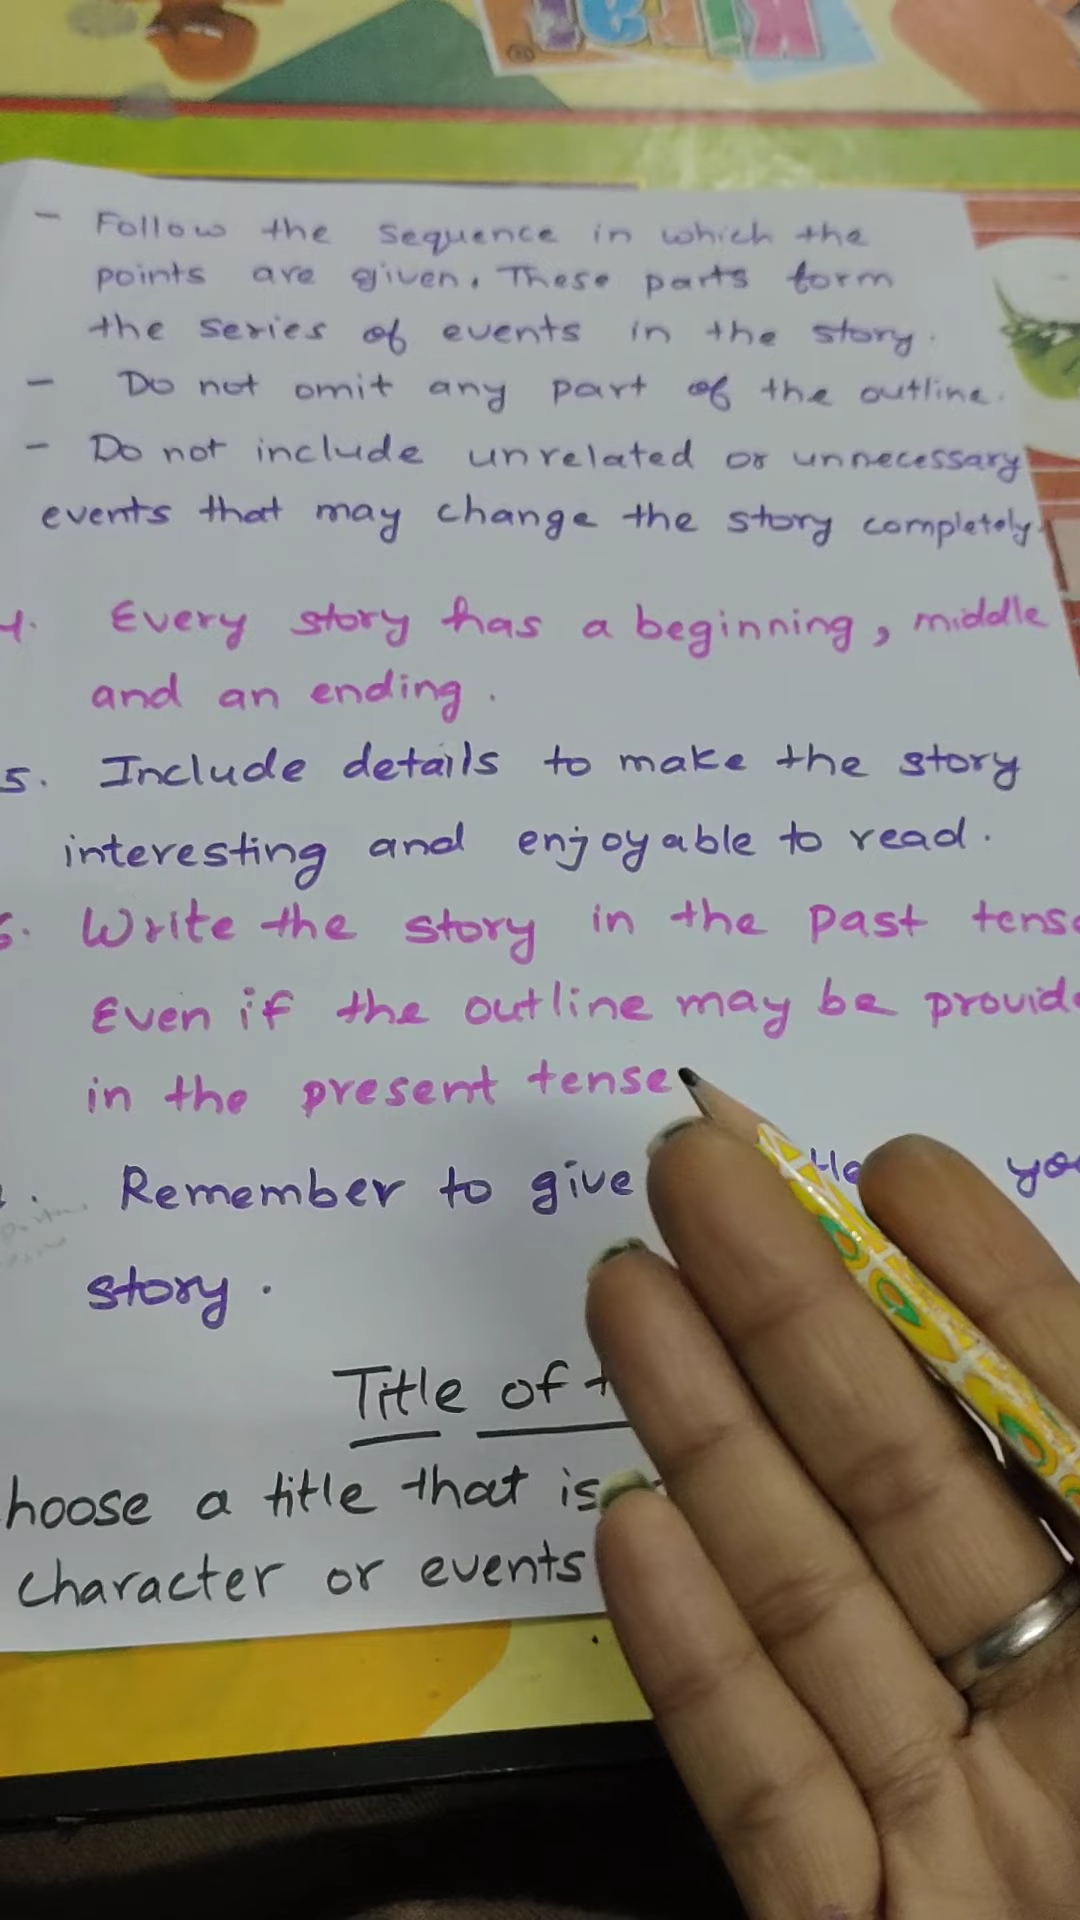 - Follow the sequence in which the
points are given. These parts form
the series of events in the story.
- Do not omit any part of the outline.
- Do not include unrelated or unnecessary
events that may change the story completely.
4. Every story has a beginning, middle
and an ending.
5. Include details to make the story
interesting and enjoyable to read.
Write the story in the past tens
Even if the outline may be provid
in the present tense
Remember to give
story.
Title of t
hoose a title that is
character or events